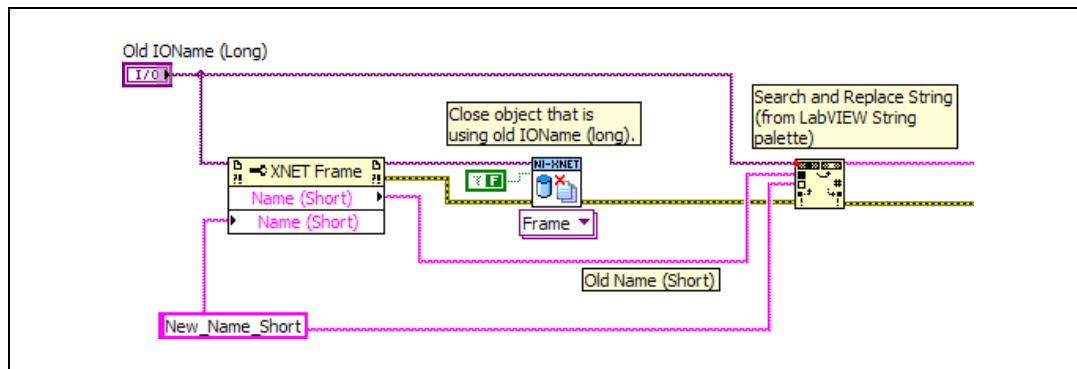 Old IOName (Long)
I/O
Search and Replace String
(from LabVIEW String
palette)
Close object that is
using old IOName (long).
XNET Frame
?!
?!
NI-XNET
? F
Name (Short)
Name (Short)
Frame
#
Old Name (Short)
New_Name_Short